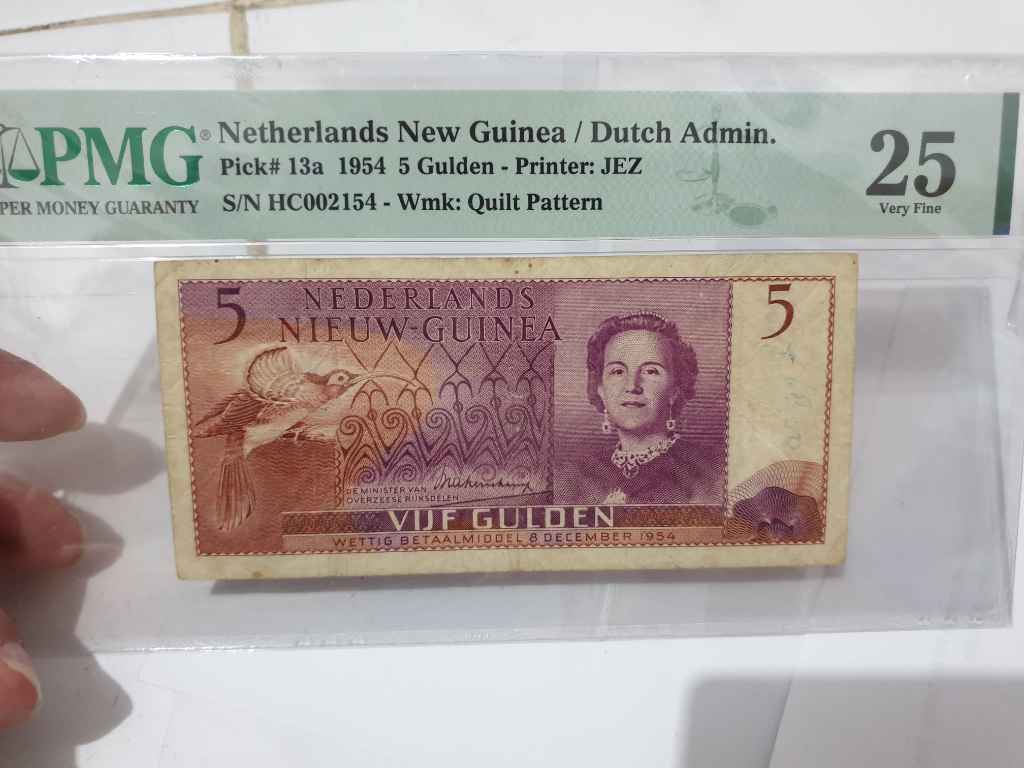 PMG®
PER MONEY GUARANTY
Netherlands New Guinea / Dutch Admin.
Pick# 13a 1954 5 Gulden - Printer: JEZ
S/N HC002154 - Wmk: Quilt Pattern
25
Very Fine
5
NEDERLANDS
NIEUW-GUINEA
5
DE MINISTER VAN
OVERZEESE RIJKSDELEN
VIJF GULDEN
WETTIG BETAALMIDDEL 8 DECEMBER 1954